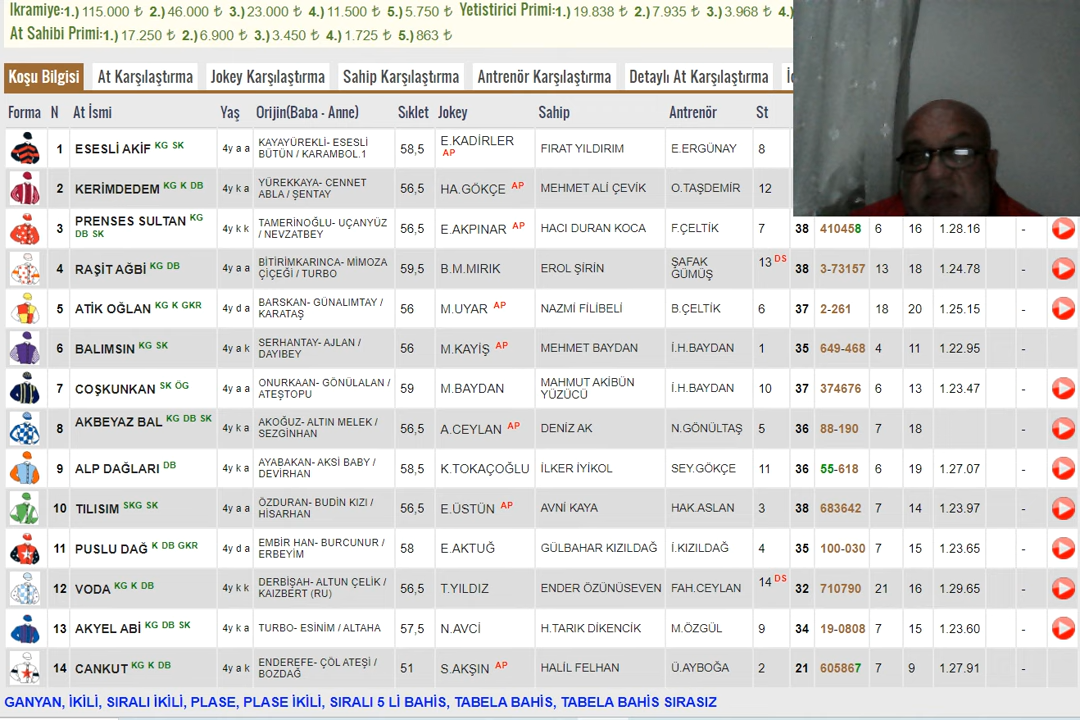 İkramiye:1.) 115.000 ₺ 2.) 46.000 ₺ 3.) 23.000 ₺ 4.) 11.500 ₺ 5.) 5.750 ₺ Yetistirici Primi:1.) 19.838 ₺ 2.) 7.935 ₺ 3.) 3.968 ₺ 4.)
At Sahibi Primi:1.) 17.250 ₺ 2.) 6.900 ₺ 3.) 3.450 ₺ 4.) 1.725 ₺ 5.) 863 ₺
Koşu Bilgisi At Karşılaştırma Jokey Karşılaştırma Sahip Karşılaştırma Antrenör Karşılaştırma Detaylı At Karşılaştırma
Forma N At İsmi Yaş Orijin(Baba - Anne) Sıklet Jokey Sahip Antrenör St
1 ESESLİ AKİF KG SK 4y a a KAYAYÜREKLİ- ESESLİ BÜTÜN / KARAMBOL.1 58,5 E.KADİRLER AP FIRAT YILDIRIM E.ERGÜNAY 8
2 KERİMDEDEM KG K DB 4y k a YÜREKKAYA- CENNET ABLA / ŞENTAY 56,5 HA.GÖKÇE AP MEHMET ALİ ÇEVİK O.TAŞDEMİR 12
3 PRENSES SULTAN KG DB SK 4y k k TAMERİNOĞLU- UÇANYÜZ / NEVZATBEY 56,5 E.AKPINAR AP HACI DURAN KOCA F.ÇELTİK 7 38 410458 6 16 1.28.16 -
4 RAŞİT AĞBİ KG DB 4y a a BİTİRİMKARINCA- MİMOZA ÇİÇEĞİ / TURBO 59,5 B.M.MIRIK EROL ŞİRİN ŞAFAK GÜMÜŞ 13 DS 38 3-73157 13 18 1.24.78 -
5 ATİK OĞLAN KG K GKR 4y d a BARSKAN- GÜNALIMTAY / KARATAŞ 56 M.UYAR AP NAZMİ FİLİBELİ B.ÇELTİK 6 37 2-261 18 20 1.25.15 -
6 BALIMSIN KG SK 4y a k SERHANTAY- AJLAN / DAYIBEY 56 M.KAYİŞ AP MEHMET BAYDAN İ.H.BAYDAN 1 35 649-468 4 11 1.22.95 -
7 COŞKUNKAN SK ÖG 4y a a ONURKAAN- GÖNÜLALAN / ATEŞTOPU 59 M.BAYDAN MAHMUT AKİBÜN YÜZÜCÜ İ.H.BAYDAN 10 37 374676 6 13 1.23.47 -
8 AKBEYAZ BAL KG DB SK 4y k a AKOĞUZ- ALTIN MELEK / SEZGİNHAN 56,5 A.CEYLAN AP DENİZ AK N.GÖNÜLTAŞ 5 36 88-190 7 18 -
9 ALP DAĞLARI DB 4y k a AYABAKAN- AKSİ BABY / DEVİRHAN 58,5 K.TOKAÇOĞLU İLKER İYİKOL SEY.GÖKÇE 11 36 55-618 6 19 1.27.07 -
10 TILISIM SKG SK 4y a a ÖZDURAN- BUDİN KIZI / HİSARHAN 56,5 E.ÜSTÜN AP AVNİ KAYA HAK.ASLAN 3 38 683642 7 14 1.23.97 -
11 PUSLU DAĞ K DB GKR 4y d a EMBİR HAN- BURCUNUR / ERBEYİM 58 E.AKTUĞ GÜLBAHAR KIZILDAĞ İ.KIZILDAĞ 4 35 100-030 7 15 1.23.65 -
12 VODA KG K DB 4y k k DERBİŞAH- ALTUN ÇELİK / KAIZBERT (RU) 56,5 T.YILDIZ ENDER ÖZÜNÜSEVEN FAH.CEYLAN 14 DS 32 710790 21 16 1.29.65 -
13 AKYEL ABİ KG DB SK 4y k a TURBO- ESİNİM / ALTAHA 57,5 N.AVCİ H.TARIK DİKENCİK M.ÖZGÜL 9 34 19-0808 7 15 1.23.60 -
14 CANKUT KG K DB 4y a k ENDEREFE- ÇÖL ATEŞİ / BOZDAĞ 51 S.AKŞIN AP HALİL FELHAN Ü.AYBOĞA 2 21 605867 7 9 1.27.91 -
GANYAN, İKİLİ, SIRALI İKİLİ, PLASE, PLASE İKİLİ, SIRALI 5 Lİ BAHİS, TABELA BAHİS, TABELA BAHİS SIRASIZ